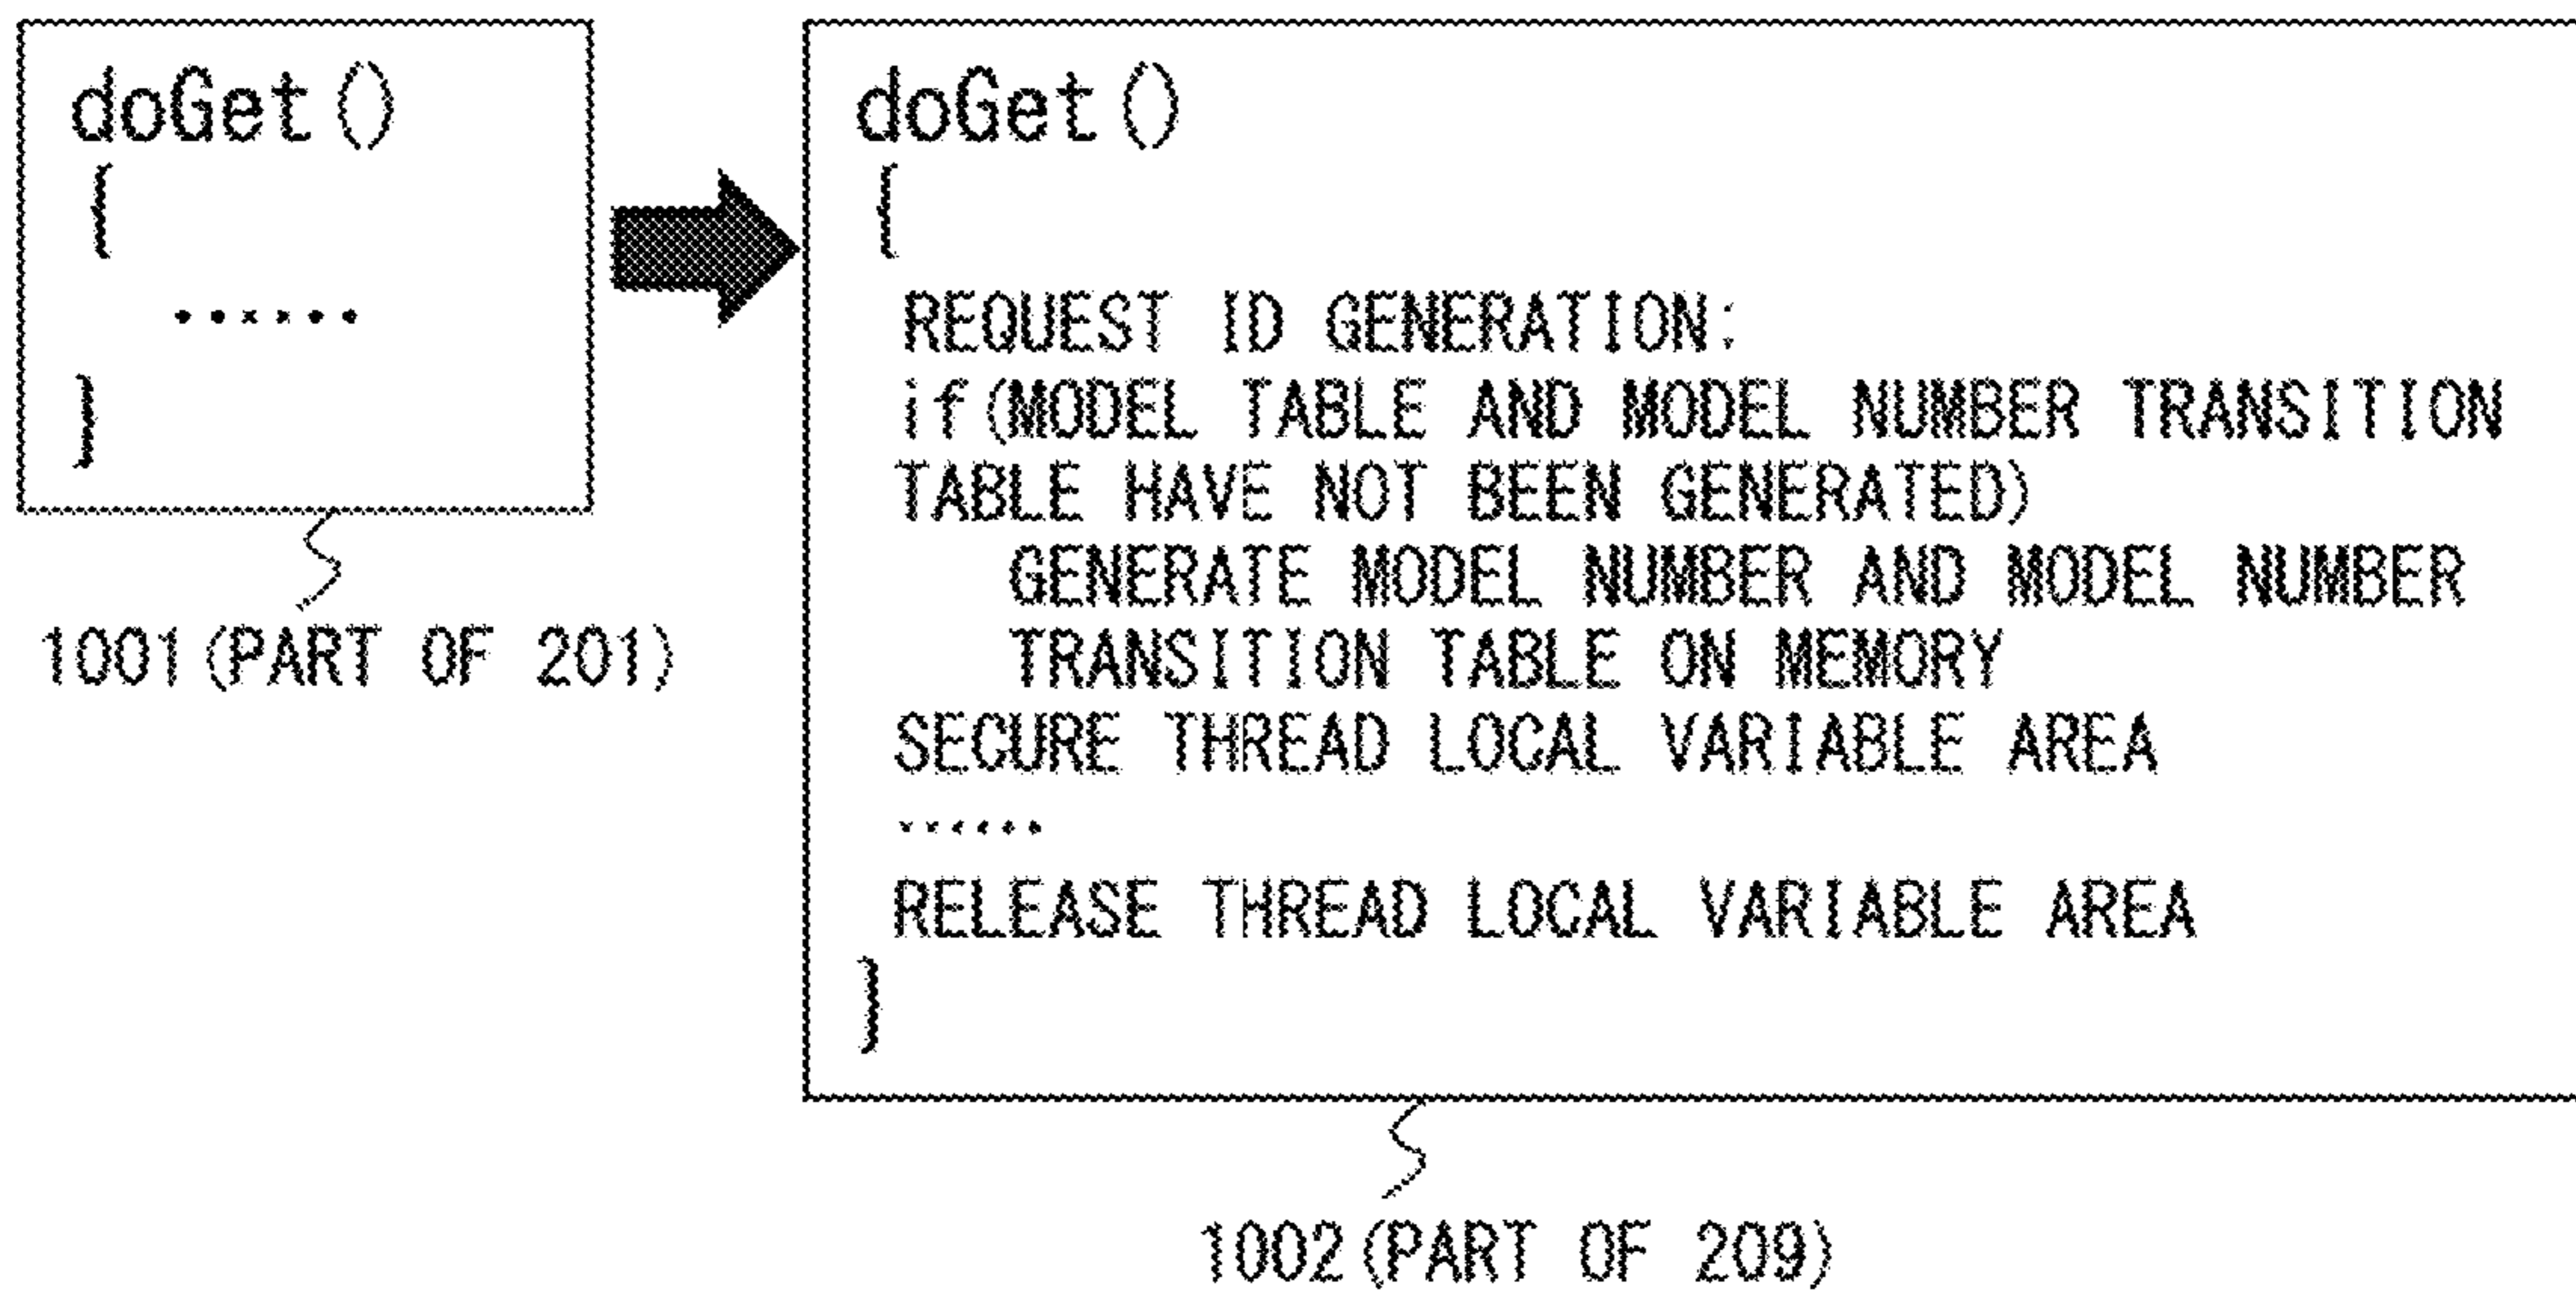 doGet()
{
......
}
1001(PART OF 201)
doGet()
{
REQUEST ID GENERATION:
if(MODEL TABLE AND MODEL NUMBER TRANSITION
TABLE HAVE NOT BEEN GENERATED)
GENERATE MODEL NUMBER AND MODEL NUMBER
TRANSITION TABLE ON MEMORY
SECURE THREAD LOCAL VARIABLE AREA
......
RELEASE THREAD LOCAL VARIABLE AREA
}
1002(PART OF 209)